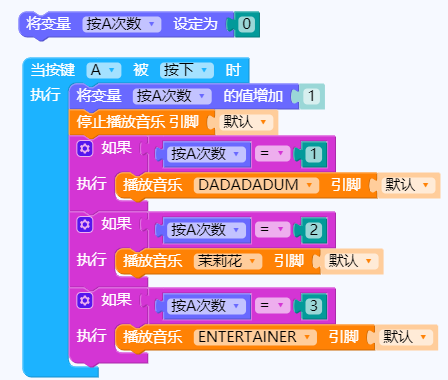 将变量 按A次数 设定为 0
当按键 A 被 按下 时
执行 将变量 按A次数 的值增加 1
停止播放音乐 引脚 默认
如果 按A次数 = 1
执行 播放音乐 DADADADUM 引脚 默认
如果 按A次数 = 2
执行 播放音乐 茉莉花 引脚 默认
如果 按A次数 = 3
执行 播放音乐 ENTERTAINER 引脚 默认